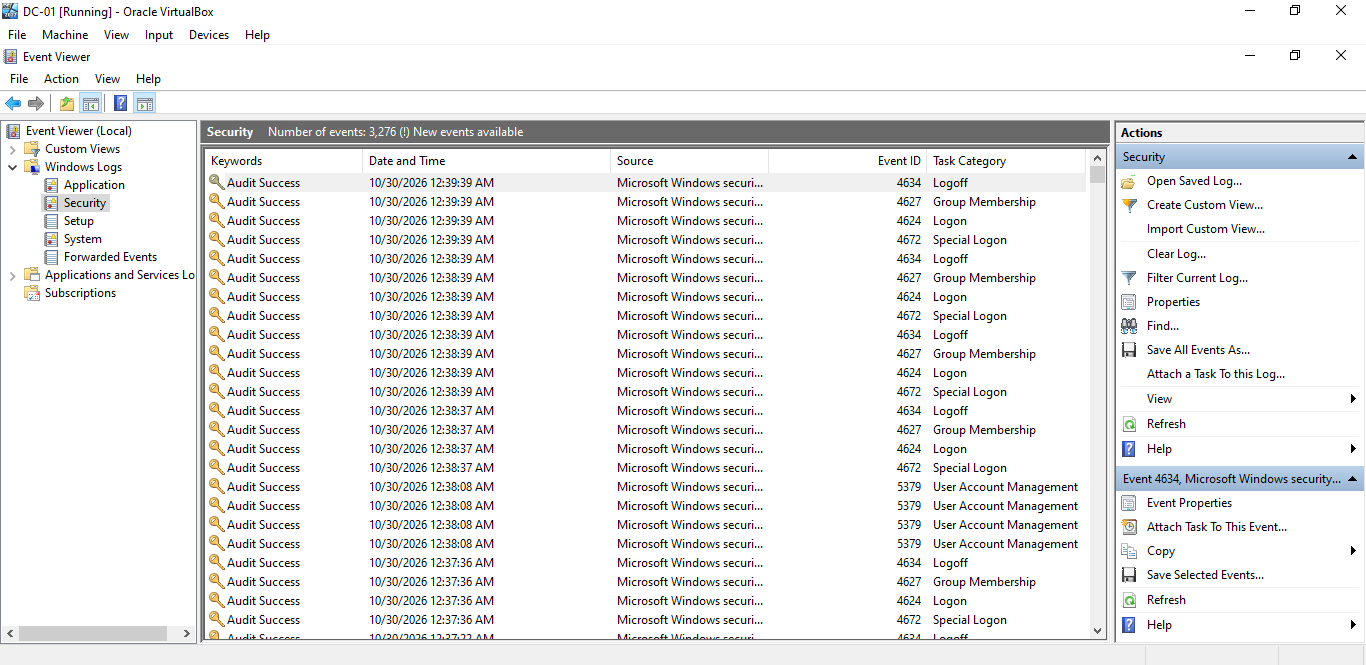 DC-01 [Running] - Oracle VirtualBox
File Machine View Input Devices Help
Event Viewer
File Action View Help
Event Viewer (Local)
Custom Views
Windows Logs
Application
Security
Setup
System
Forwarded Events
Applications and Services Lo
Subscriptions
Security Number of events: 3,276 (!) New events available
Keywords Date and Time Source Event ID Task Category
Audit Success 10/30/2026 12:39:39 AM Microsoft Windows securi... 4634 Logoff
Audit Success 10/30/2026 12:39:39 AM Microsoft Windows securi... 4627 Group Membership
Audit Success 10/30/2026 12:39:39 AM Microsoft Windows securi... 4624 Logon
Audit Success 10/30/2026 12:39:39 AM Microsoft Windows securi... 4672 Special Logon
Audit Success 10/30/2026 12:38:39 AM Microsoft Windows securi... 4634 Logoff
Audit Success 10/30/2026 12:38:39 AM Microsoft Windows securi... 4627 Group Membership
Audit Success 10/30/2026 12:38:39 AM Microsoft Windows securi... 4624 Logon
Audit Success 10/30/2026 12:38:39 AM Microsoft Windows securi... 4672 Special Logon
Audit Success 10/30/2026 12:38:39 AM Microsoft Windows securi... 4634 Logoff
Audit Success 10/30/2026 12:38:39 AM Microsoft Windows securi... 4627 Group Membership
Audit Success 10/30/2026 12:38:39 AM Microsoft Windows securi... 4624 Logon
Audit Success 10/30/2026 12:38:39 AM Microsoft Windows securi... 4672 Special Logon
Audit Success 10/30/2026 12:38:37 AM Microsoft Windows securi... 4634 Logoff
Audit Success 10/30/2026 12:38:37 AM Microsoft Windows securi... 4627 Group Membership
Audit Success 10/30/2026 12:38:37 AM Microsoft Windows securi... 4624 Logon
Audit Success 10/30/2026 12:38:37 AM Microsoft Windows securi... 4672 Special Logon
Audit Success 10/30/2026 12:38:08 AM Microsoft Windows securi... 5379 User Account Management
Audit Success 10/30/2026 12:38:08 AM Microsoft Windows securi... 5379 User Account Management
Audit Success 10/30/2026 12:38:08 AM Microsoft Windows securi... 5379 User Account Management
Audit Success 10/30/2026 12:38:08 AM Microsoft Windows securi... 5379 User Account Management
Audit Success 10/30/2026 12:37:36 AM Microsoft Windows securi... 4634 Logoff
Audit Success 10/30/2026 12:37:36 AM Microsoft Windows securi... 4627 Group Membership
Audit Success 10/30/2026 12:37:36 AM Microsoft Windows securi... 4624 Logon
Audit Success 10/30/2026 12:37:36 AM Microsoft Windows securi... 4672 Special Logon
Audit Success 10/30/2026 12:37:22 AM Microsoft Windows securi... 4634 Logoff
Actions
Security
Open Saved Log...
Create Custom View...
Import Custom View...
Clear Log...
Filter Current Log...
Properties
Find...
Save All Events As...
Attach a Task To this Log...
View
Refresh
Help
Event 4634, Microsoft Windows security...
Event Properties
Attach Task To This Event...
Copy
Save Selected Events...
Refresh
Help